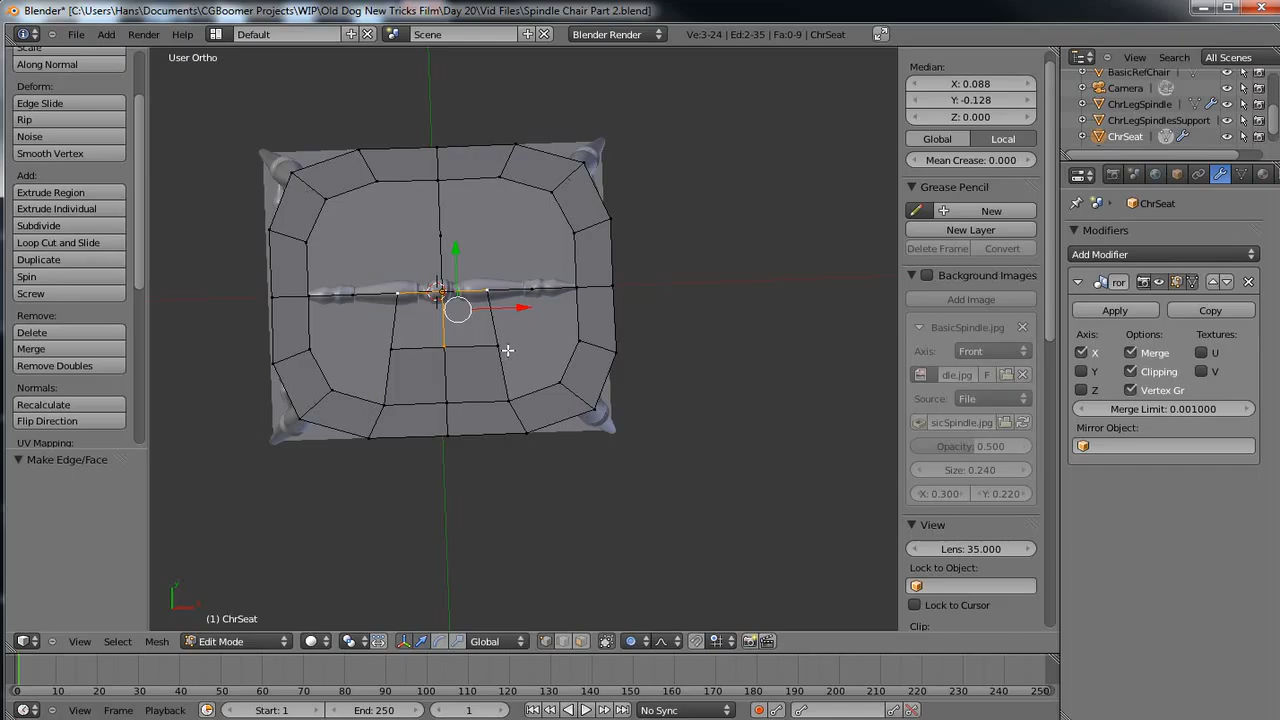 Blender* [C:\Users\Hans\Documents\CGBoomer Projects\WIP\Old Dog New Tricks Film\Day 20\Vid Files\Spindle Chair Part 2.blend]
File Add Render Help Default Scene Blender Render Ve:3-24 | Ed:2-35 | Fa:0-9 | ChrSeat View Search All Scenes
Scale
Along Normal
Deform:
Edge Slide
Rip
Noise
Smooth Vertex
Add:
Extrude Region
Extrude Individual
Subdivide
Loop Cut and Slide
Duplicate
Spin
Screw
Remove:
Delete
Merge
Remove Doubles
Normals:
Recalculate
Flip Direction
UV Mapping:
Make Edge/Face
User Ortho
y
x
(1) ChrSeat
Median:
X: 0.088
Y: -0.128
Z: 0.000
Global Local
Mean Crease: 0.000
Grease Pencil
New
New Layer
Delete Frame Convert
Background Images
Add Image
BasicSpindle.jpg
Axis: Front
dle.jpg F
Source: File
sicSpindle.jpg
Opacity: 0.500
Size: 0.240
X: 0.300 Y: 0.220
View
Lens: 35.000
Lock to Object:
Lock to Cursor
Clip:
BasicRefChair
Camera
ChrLegSpindle
ChrLegSpindlesSupport
ChrSeat
ChrSeat
Modifiers
Add Modifier
ror
Apply Copy
Axis: Options: Textures:
X Merge U
Y Clipping V
Z Vertex Gr
Merge Limit: 0.001000
Mirror Object:
View Select Mesh Edit Mode Global
0 10 20 30 40 50 60 70 80 90 100 110 120 130 140 150 160 170 180 190 200 210 220 230 240 250
View Frame Playback Start: 1 End: 250 1 No Sync